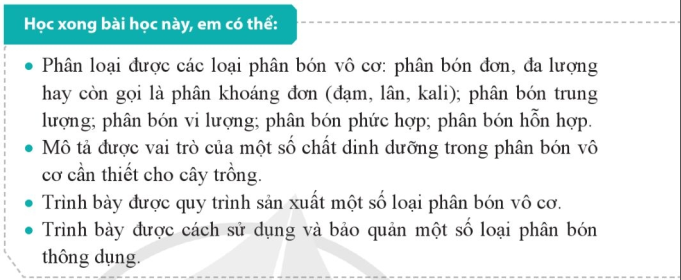 Học xong bài học này, em có thể:
• Phân loại được các loại phân bón vô cơ: phân bón đơn, đa lượng
hay còn gọi là phân khoáng đơn (đạm, lân, kali); phân bón trung
lượng; phân bón vi lượng; phân bón phức hợp; phân bón hỗn hợp.
• Mô tả được vai trò của một số chất dinh dưỡng trong phân bón vô
cơ cần thiết cho cây trồng.
• Trình bày được quy trình sản xuất một số loại phân bón vô cơ.
• Trình bày được cách sử dụng và bảo quản một số loại phân bón
thông dụng.